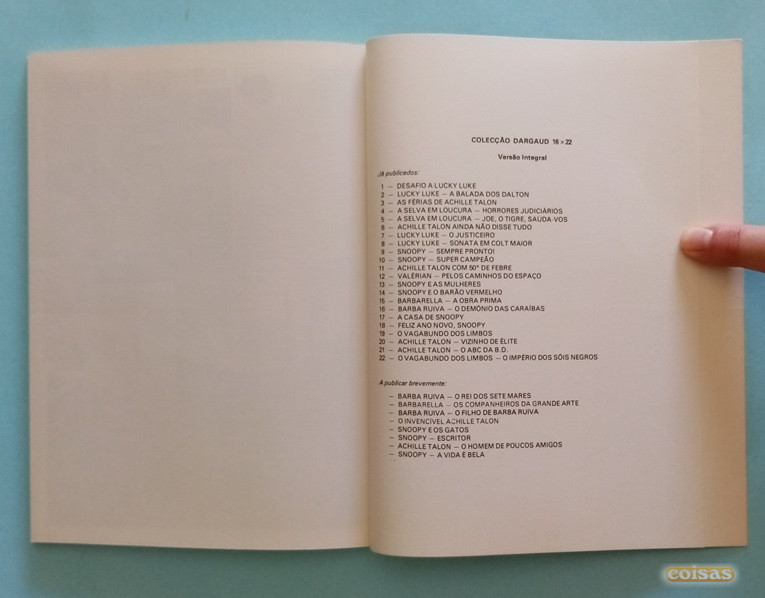 COLECÇÃO DARGAUD 16 × 22
Versão Integral
Já publicados:
1 — DESAFIO A LUCKY LUKE
2 — LUCKY LUKE — A BALADA DOS DALTON
3 — AS FÉRIAS DE ACHILLE TALON
4 — A SELVA EM LOUCURA — HORRORES JUDICIÁRIOS
5 — A SELVA EM LOUCURA — JOE, O TIGRE, SAÚDA-VOS
6 — ACHILLE TALON AINDA NÃO DISSE TUDO
7 — LUCKY LUKE — O JUSTICEIRO
8 — LUCKY LUKE — SONATA EM COLT MAIOR
9 — SNOOPY — SEMPRE PRONTO!
10 — SNOOPY — SUPER CAMPEÃO
11 — ACHILLE TALON COM 50º DE FEBRE
12 — VALÉRIAN — PELOS CAMINHOS DO ESPAÇO
13 — SNOOPY E AS MULHERES
14 — SNOOPY E O BARÃO VERMELHO
15 — BARBARELLA — A OBRA PRIMA
16 — BARBA RUIVA — O DEMÓNIO DAS CARAÍBAS
17 — A CASA DE SNOOPY
18 — FELIZ ANO NOVO, SNOOPY
19 — O VAGABUNDO DOS LIMBOS
20 — ACHILLE TALON — VIZINHO DE ÉLITE
21 — ACHILLE TALON — O ABC DA B.D.
22 — O VAGABUNDO DOS LIMBOS — O IMPÉRIO DOS SÓIS NEGROS
A publicar brevemente:
— BARBA RUIVA — O REI DOS SETE MARES
— BARBARELLA — OS COMPANHEIROS DA GRANDE ARTE
— BARBA RUIVA — O FILHO DE BARBA RUIVA
— O INVENCÍVEL ACHILLE TALON
— SNOOPY E OS GATOS
— SNOOPY — ESCRITOR
— ACHILLE TALON — O HOMEM DE POUCOS AMIGOS
— SNOOPY — A VIDA É BELA
coisas